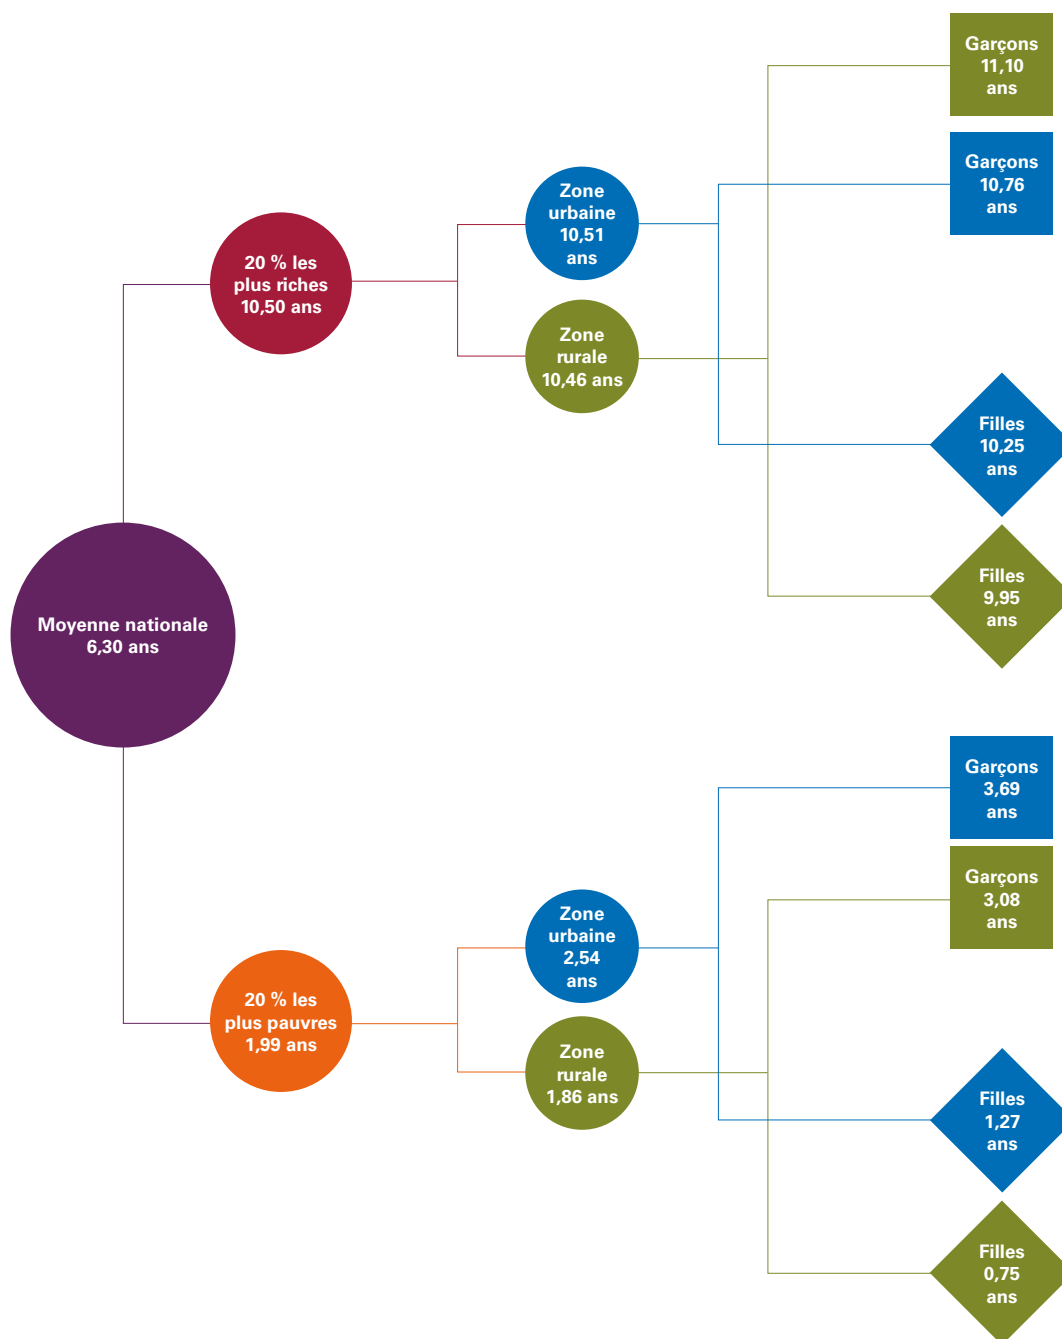 Garçons
11,10
ans
Garçons
10,76
ans
Zone
urbaine
10,51
ans
20 % les
plus riches
10,50 ans
Zone
rurale
10,46 ans
Filles
10,25
ans
Filles
9,95
ans
Moyenne nationale
6,30 ans
Garçons
3,69
ans
Garçons
3,08
ans
Zone
urbaine
2,54
ans
20 % les
plus pauvres
1,99 ans
Zone
rurale
1,86 ans
Filles
1,27
ans
Filles
0,75
ans